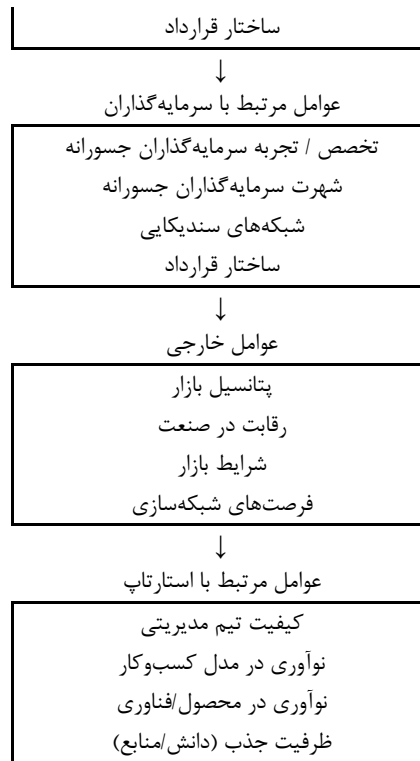 ساختار قرارداد
↓
عوامل مرتبط با سرمایه‌گذاران
تخصص / تجربه سرمایه‌گذاران جسورانه
شهرت سرمایه‌گذاران جسورانه
شبکه‌های سندیکایی
ساختار قرارداد
↓
عوامل خارجی
پتانسیل بازار
رقابت در صنعت
شرایط بازار
فرصت‌های شبکه‌سازی
↓
عوامل مرتبط با استارتاپ
کیفیت تیم مدیریتی
نوآوری در مدل کسب‌وکار
نوآوری در محصول/فناوری
ظرفیت جذب (دانش/منابع)